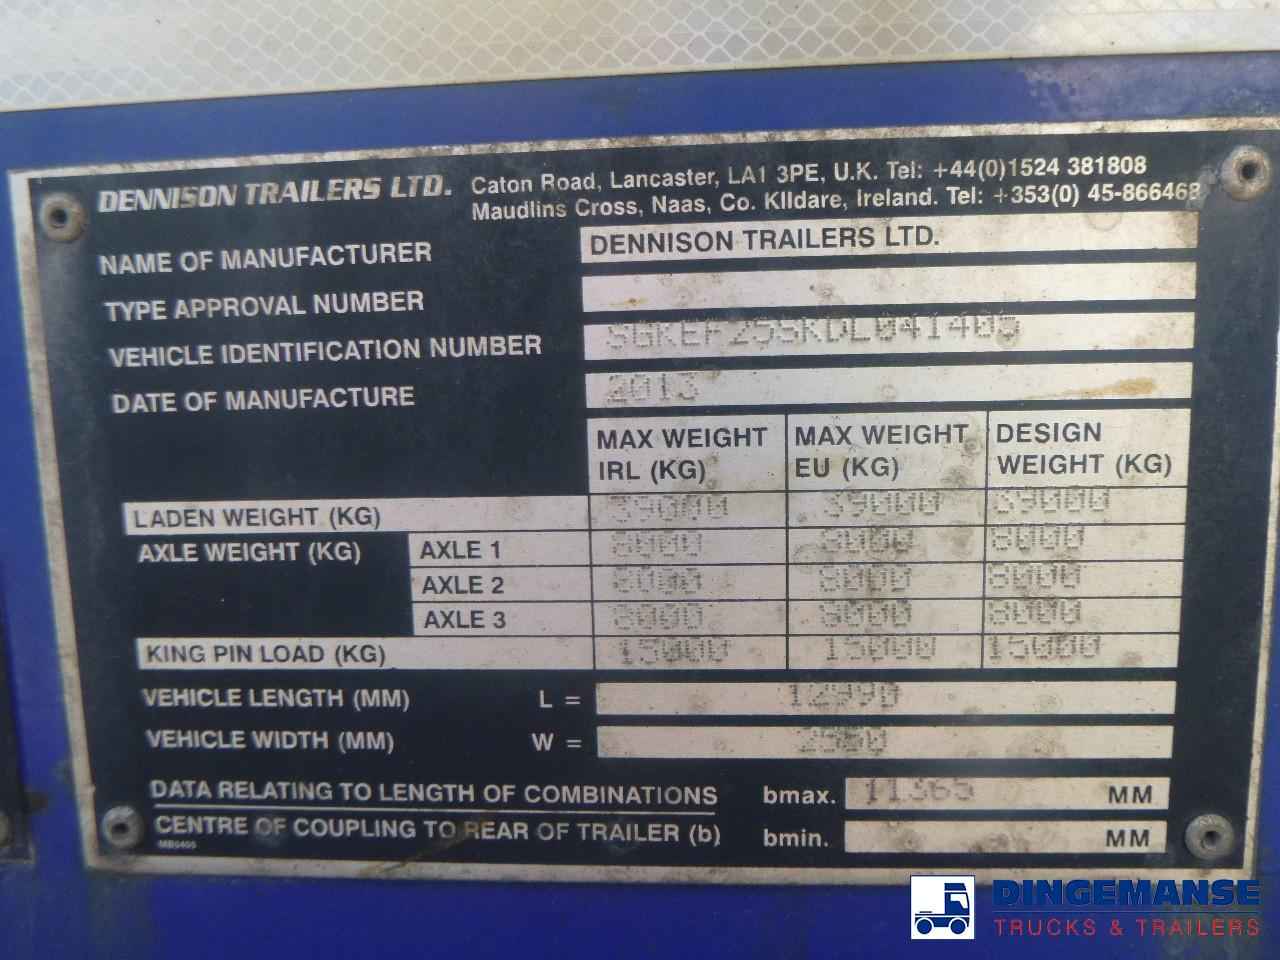 DENNISON TRAILERS LTD. Caton Road, Lancaster, LA1 3PE, U.K. Tel: +44(0)1524 381808
Maudlins Cross, Naas, Co. KIldare, Ireland. Tel: +353(0) 45-866468
NAME OF MANUFACTURER DENNISON TRAILERS LTD.
TYPE APPROVAL NUMBER
VEHICLE IDENTIFICATION NUMBER
DATE OF MANUFACTURE 2013
MAX WEIGHT IRL (KG) MAX WEIGHT EU (KG) DESIGN WEIGHT (KG)
LADEN WEIGHT (KG) 39000 39000 39000
AXLE WEIGHT (KG) AXLE 1 8000 8000 8000
AXLE 2 8000 8000 8000
AXLE 3 8000 8000 8000
KING PIN LOAD (KG) 15000 15000 15000
VEHICLE LENGTH (MM) L = 12990
VEHICLE WIDTH (MM) W =
DATA RELATING TO LENGTH OF COMBINATIONS bmax. 11365 MM
CENTRE OF COUPLING TO REAR OF TRAILER (b) bmin. MM
DINGEMANSE
TRUCKS & TRAILERS